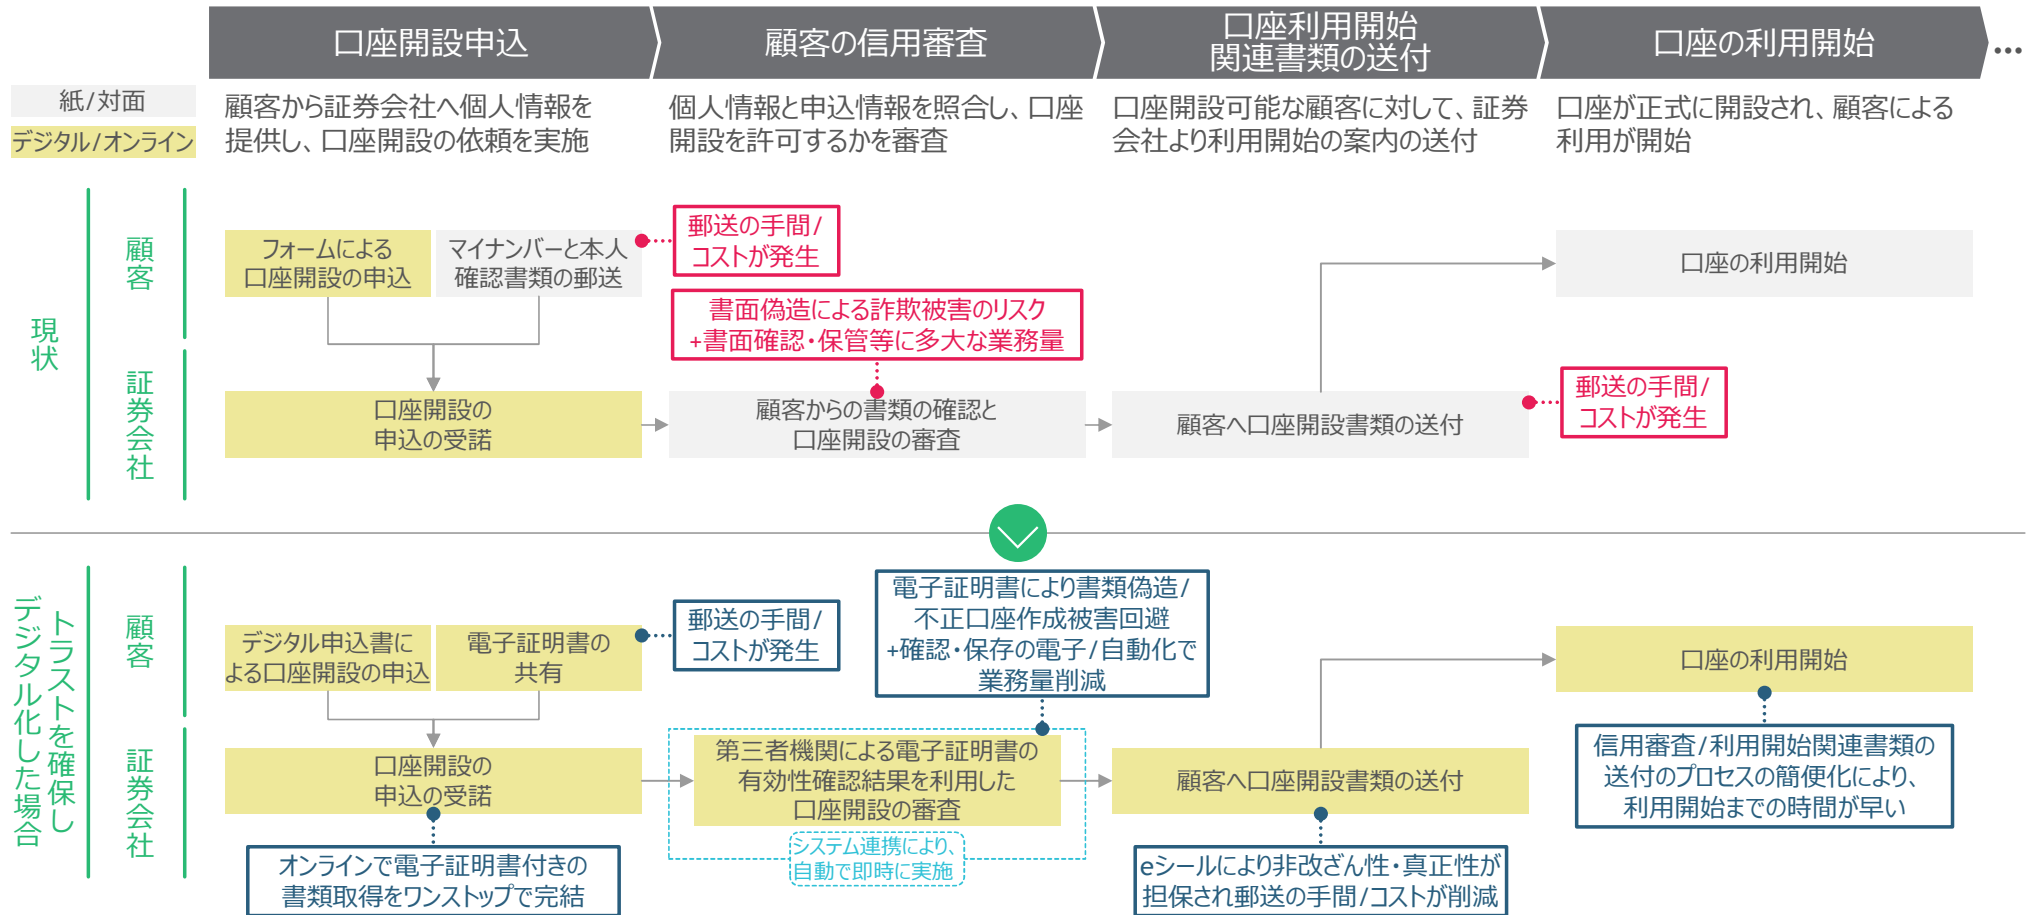 口座開設申込
顧客の信用審査
口座利用開始
関連書類の送付
口座の利用開始
…
紙/対面
デジタル/オンライン
顧客から証券会社へ個人情報を
提供し、口座開設の依頼を実施
個人情報と申込情報を照合し、口座
開設を許可するかを審査
口座開設可能な顧客に対して、証券
会社より利用開始の案内の送付
口座が正式に開設され、顧客による
利用が開始
現状
顧客
証券会社
フォームによる
口座開設の申込
マイナンバーと本人
確認書類の郵送
郵送の手間/
コストが発生
書面偽造による詐欺被害のリスク
+書面確認・保管等に多大な業務量
口座の利用開始
口座開設の
申込の受諾
顧客からの書類の確認と
口座開設の審査
顧客へ口座開設書類の送付
郵送の手間/
コストが発生
トラストを確保し
デジタル化した場合
顧客
証券会社
デジタル申込書に
よる口座開設の申込
電子証明書の
共有
郵送の手間/
コストが発生
電子証明書により書類偽造/
不正口座作成被害回避
+確認・保存の電子/自動化で
業務量削減
口座の利用開始
口座開設の
申込の受諾
第三者機関による電子証明書の
有効性確認結果を利用した
口座開設の審査
顧客へ口座開設書類の送付
信用審査/利用開始関連書類の
送付のプロセスの簡便化により、
利用開始までの時間が早い
システム連携により、
自動で即時に実施
オンラインで電子証明書付きの
書類取得をワンストップで完結
eシールにより非改ざん性・真正性が
担保され郵送の手間/コストが削減